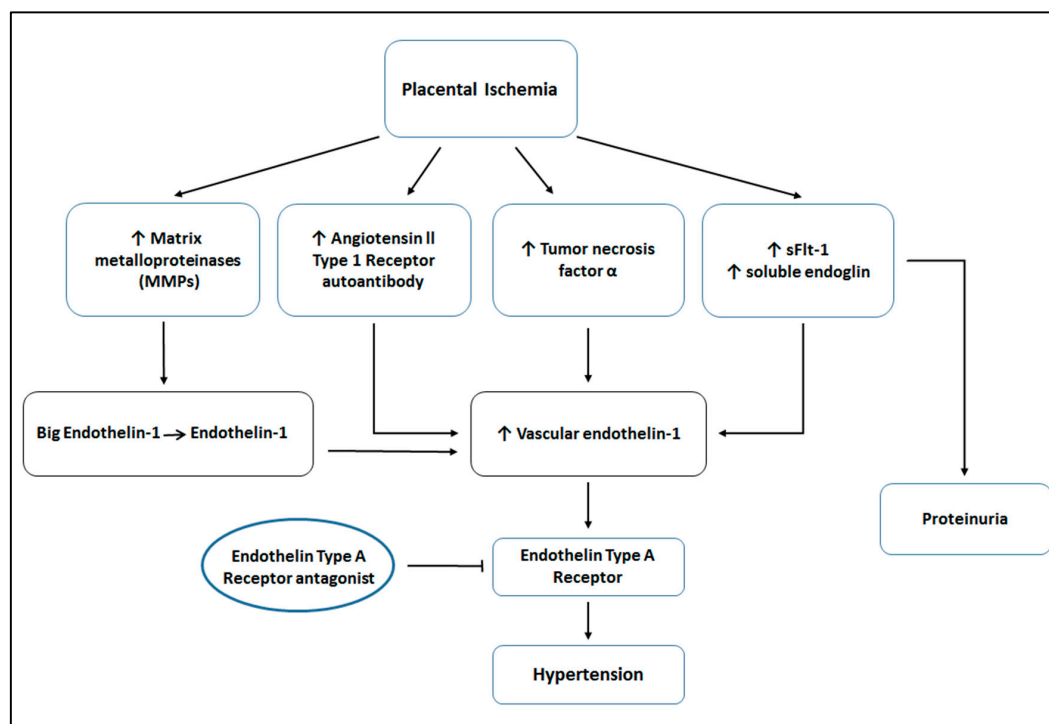 Placental Ischemia
↑ Matrix
metalloproteinases
(MMPs)
↑ Angiotensin II
Type 1 Receptor
autoantibody
↑ Tumor necrosis
factor α
↑ sFlt-1
↑ soluble endoglin
Big Endothelin-1 → Endothelin-1
↑ Vascular endothelin-1
Proteinuria
Endothelin Type A
Receptor antagonist
Endothelin Type A
Receptor
Hypertension